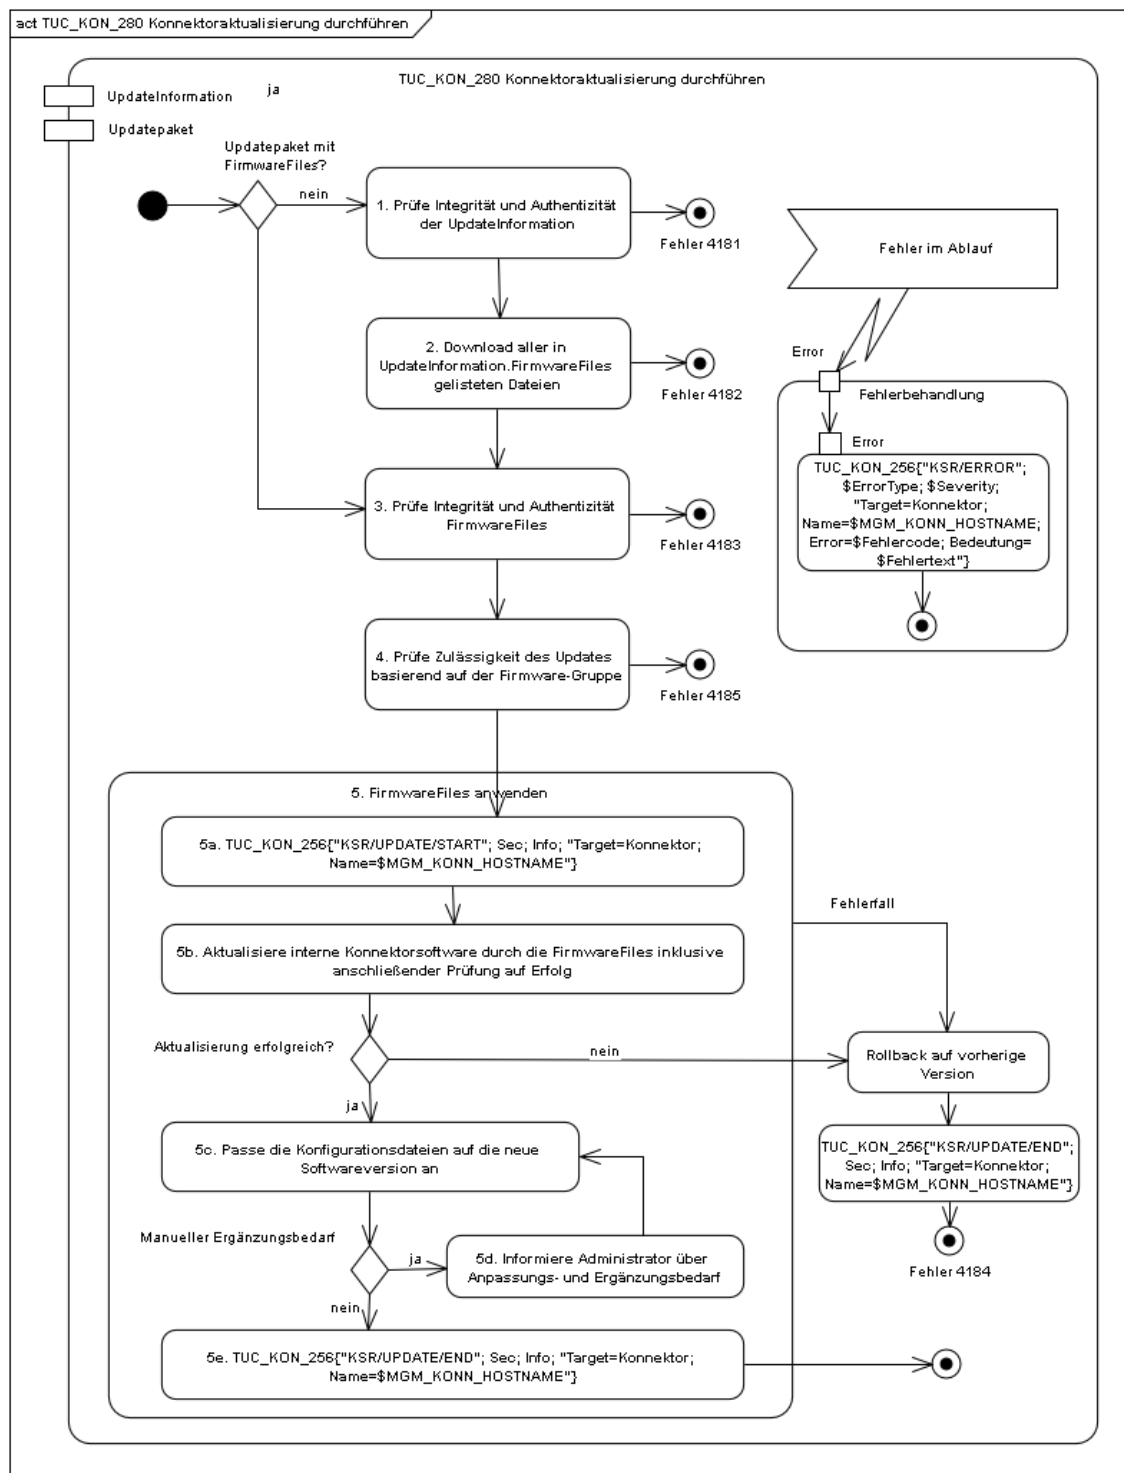 act TUC_KON_280 Konnektoraktualisierung durchführen
TUC_KON_280 Konnektoraktualisierung durchführen
UpdateInformation
ja
Updatepaket
Updatepaket mit
FirmwareFiles?
nein
1. Prüfe Integrität und Authentizität
der UpdateInformation
Fehler 4181
Fehler im Ablauf
2. Download aller in
UpdateInformation.FirmwareFiles
gelisteten Dateien
Fehler 4182
Error
Fehlerbehandlung
Error
TUC_KON_256{"KSR/ERROR";
$ErrorType; $Severity;
"Target=Konnektor;
Name=$MGM_KONN_HOSTNAME;
Error=$Fehlercode; Bedeutung=
$Fehlertext"}
3. Prüfe Integrität und Authentizität
FirmwareFiles
Fehler 4183
4. Prüfe Zulässigkeit des Updates
basierend auf der Firmware-Gruppe
Fehler 4185
5. FirmwareFiles anwenden
5a. TUC_KON_256{"KSR/UPDATE/START"; Sec; Info; "Target=Konnektor;
Name=$MGM_KONN_HOSTNAME"}
Fehlerfall
5b. Aktualisiere interne Konnektorsoftware durch die FirmwareFiles inklusive
anschließender Prüfung auf Erfolg
Aktualisierung erfolgreich?
nein
Rollback auf vorherige
Version
ja
5c. Passe die Konfigurationsdateien auf die neue
Softwareversion an
TUC_KON_256{"KSR/UPDATE/END";
Sec; Info; "Target=Konnektor;
Name=$MGM_KONN_HOSTNAME"}
Manueller Ergänzungsbedarf
ja
5d. Informiere Administrator über
Anpassungs- und Ergänzungsbedarf
Fehler 4184
nein
5e. TUC_KON_256{"KSR/UPDATE/END"; Sec; Info; "Target=Konnektor;
Name=$MGM_KONN_HOSTNAME"}